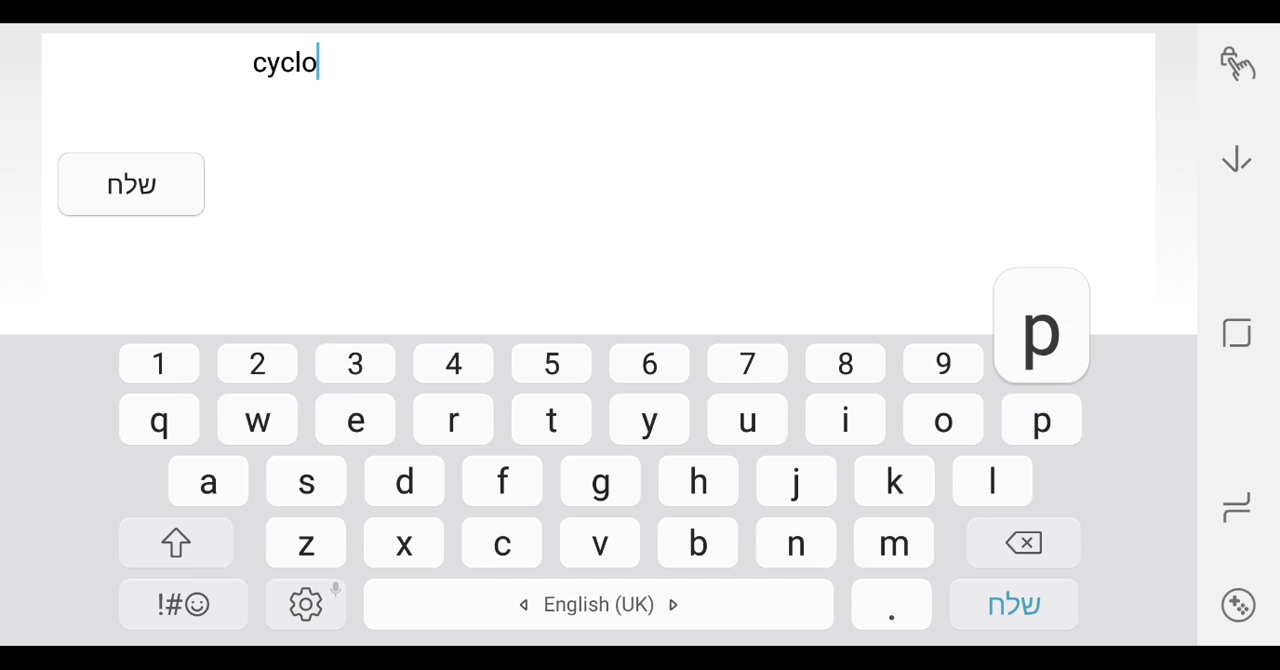 cyclo
שלח
p
1 2 3 4 5 6 7 8 9
q w e r t y u i o p
a s d f g h j k l
z x c v b n m
!# English (UK) . שלח